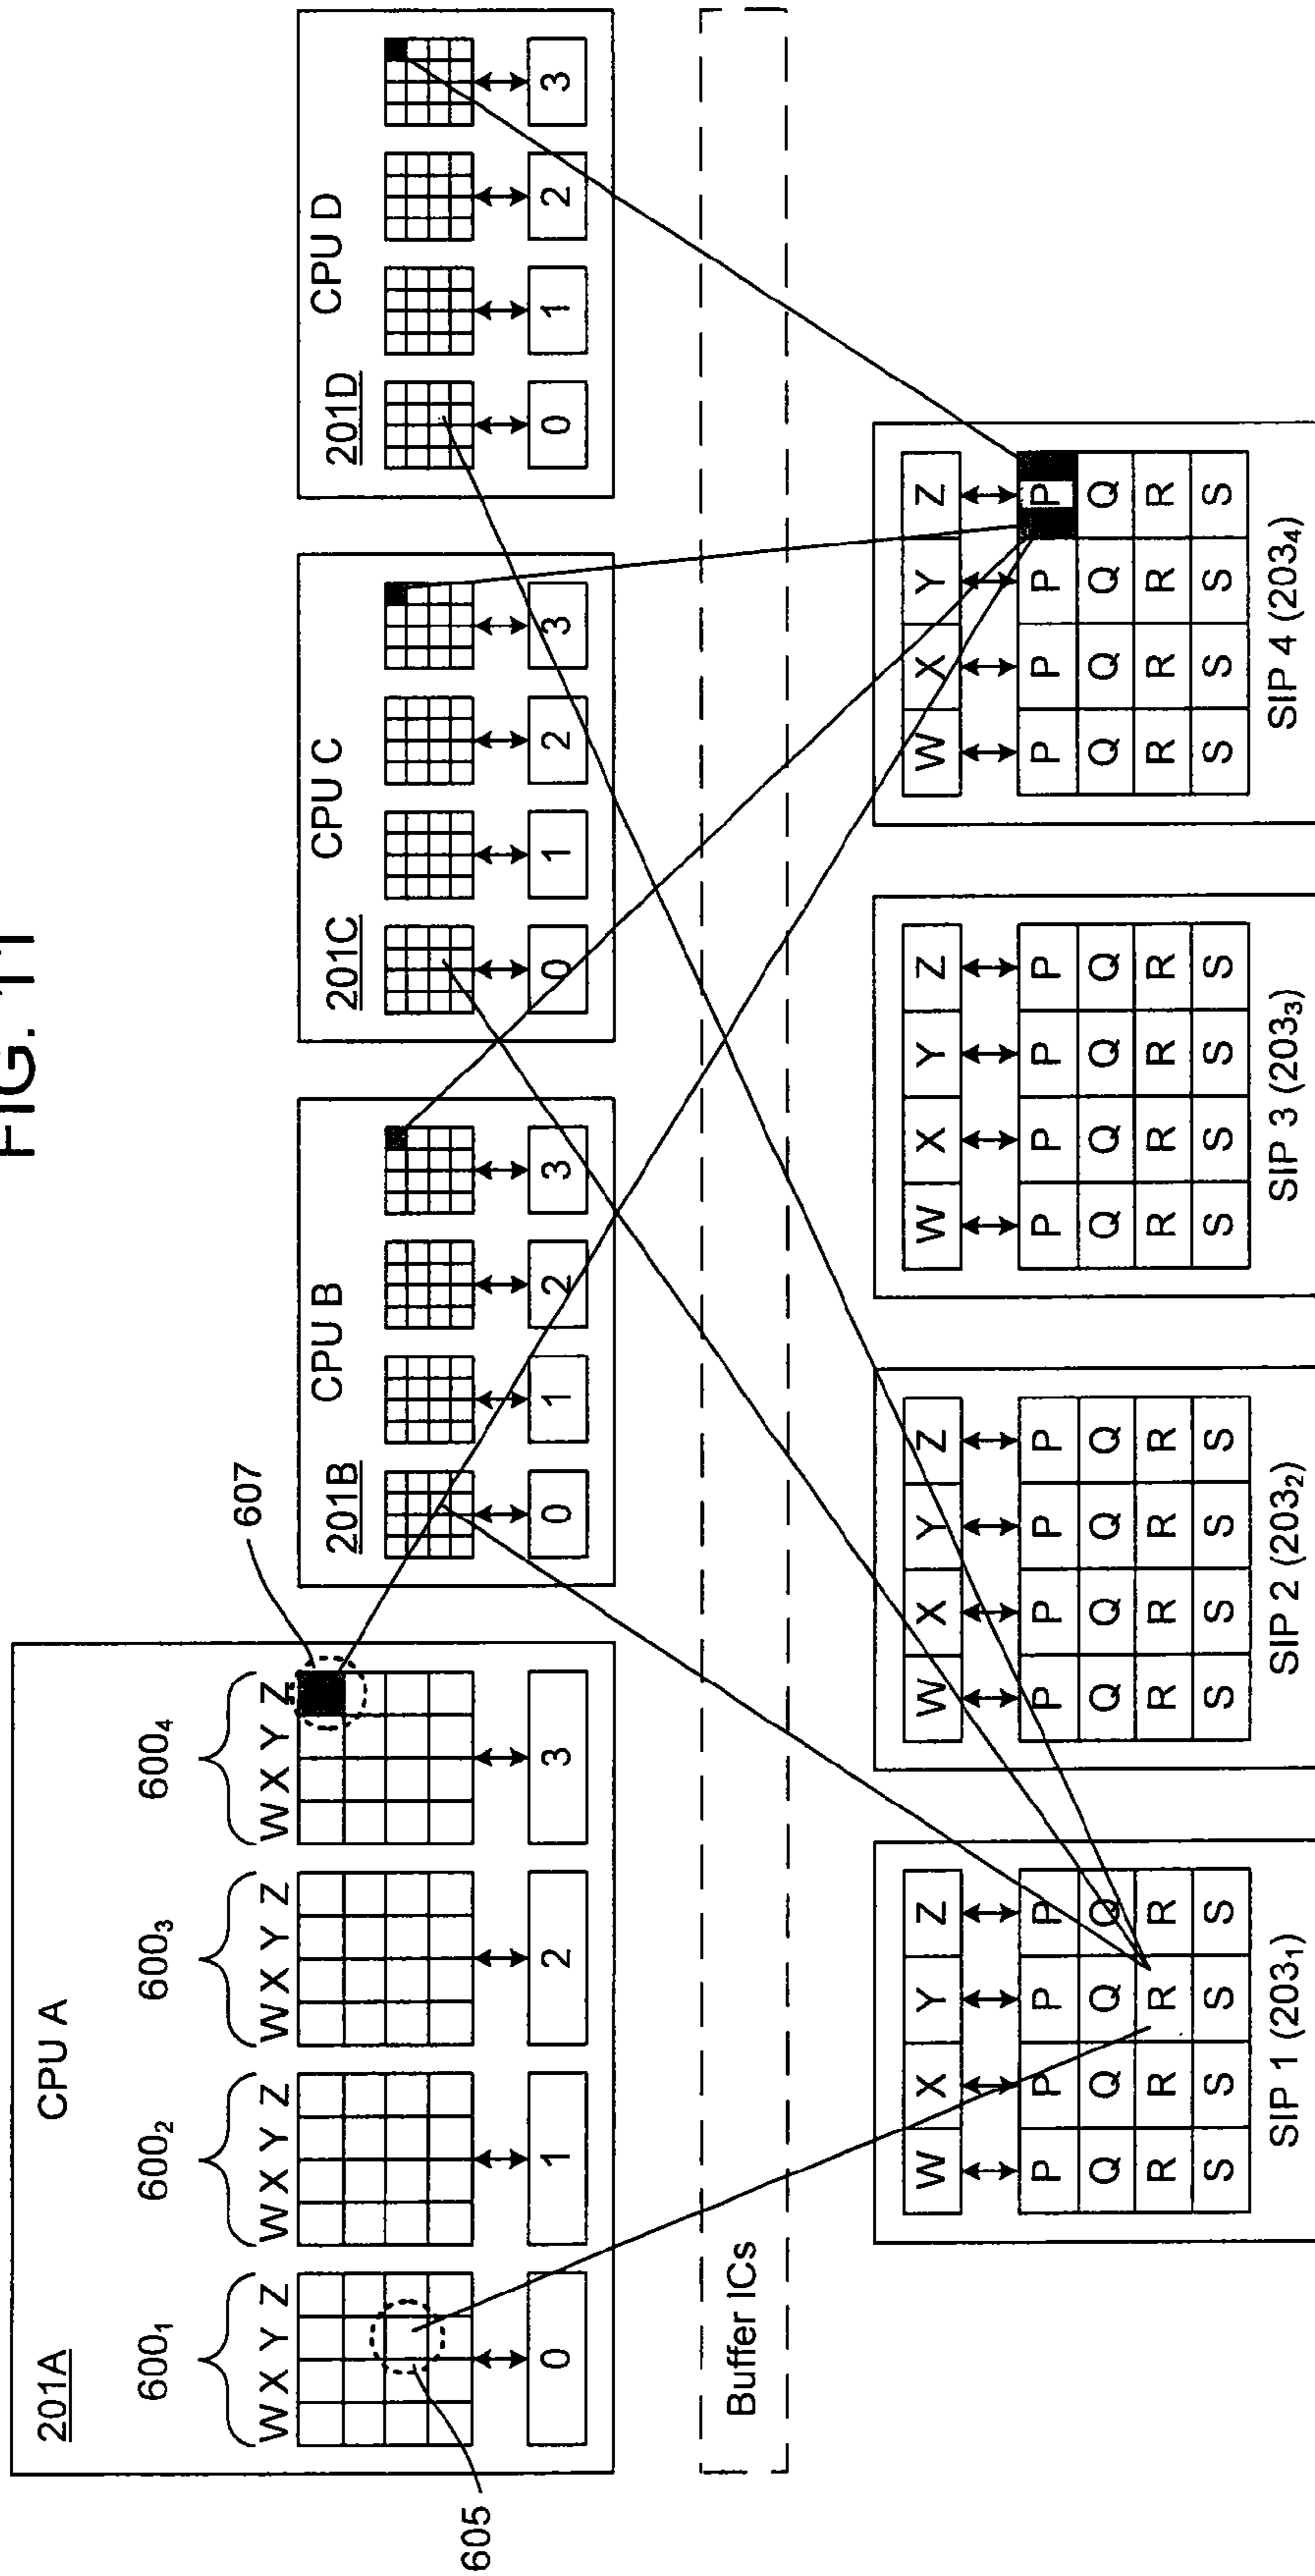 FIG. 11
201A
CPU A
600₁ 600₂ 600₃ 600₄
607
W X Y Z W X Y Z W X Y Z W X Y Z
605
0 1 2 3
201B
CPU B
0 1 2 3
201C
CPU C
0 1 2 3
201D
CPU D
0 1 2 3
Buffer ICs
W X Y Z
P P P P
Q Q Q Q
R R R R
S S S S
SIP 1 (203₁)
W X Y Z
P P P P
Q Q Q Q
R R R R
S S S S
SIP 2 (203₂)
W X Y Z
P P P P
Q Q Q Q
R R R R
S S S S
SIP 3 (203₃)
W X Y Z
P P P P
Q Q Q Q
R R R R
S S S S
SIP 4 (203₄)